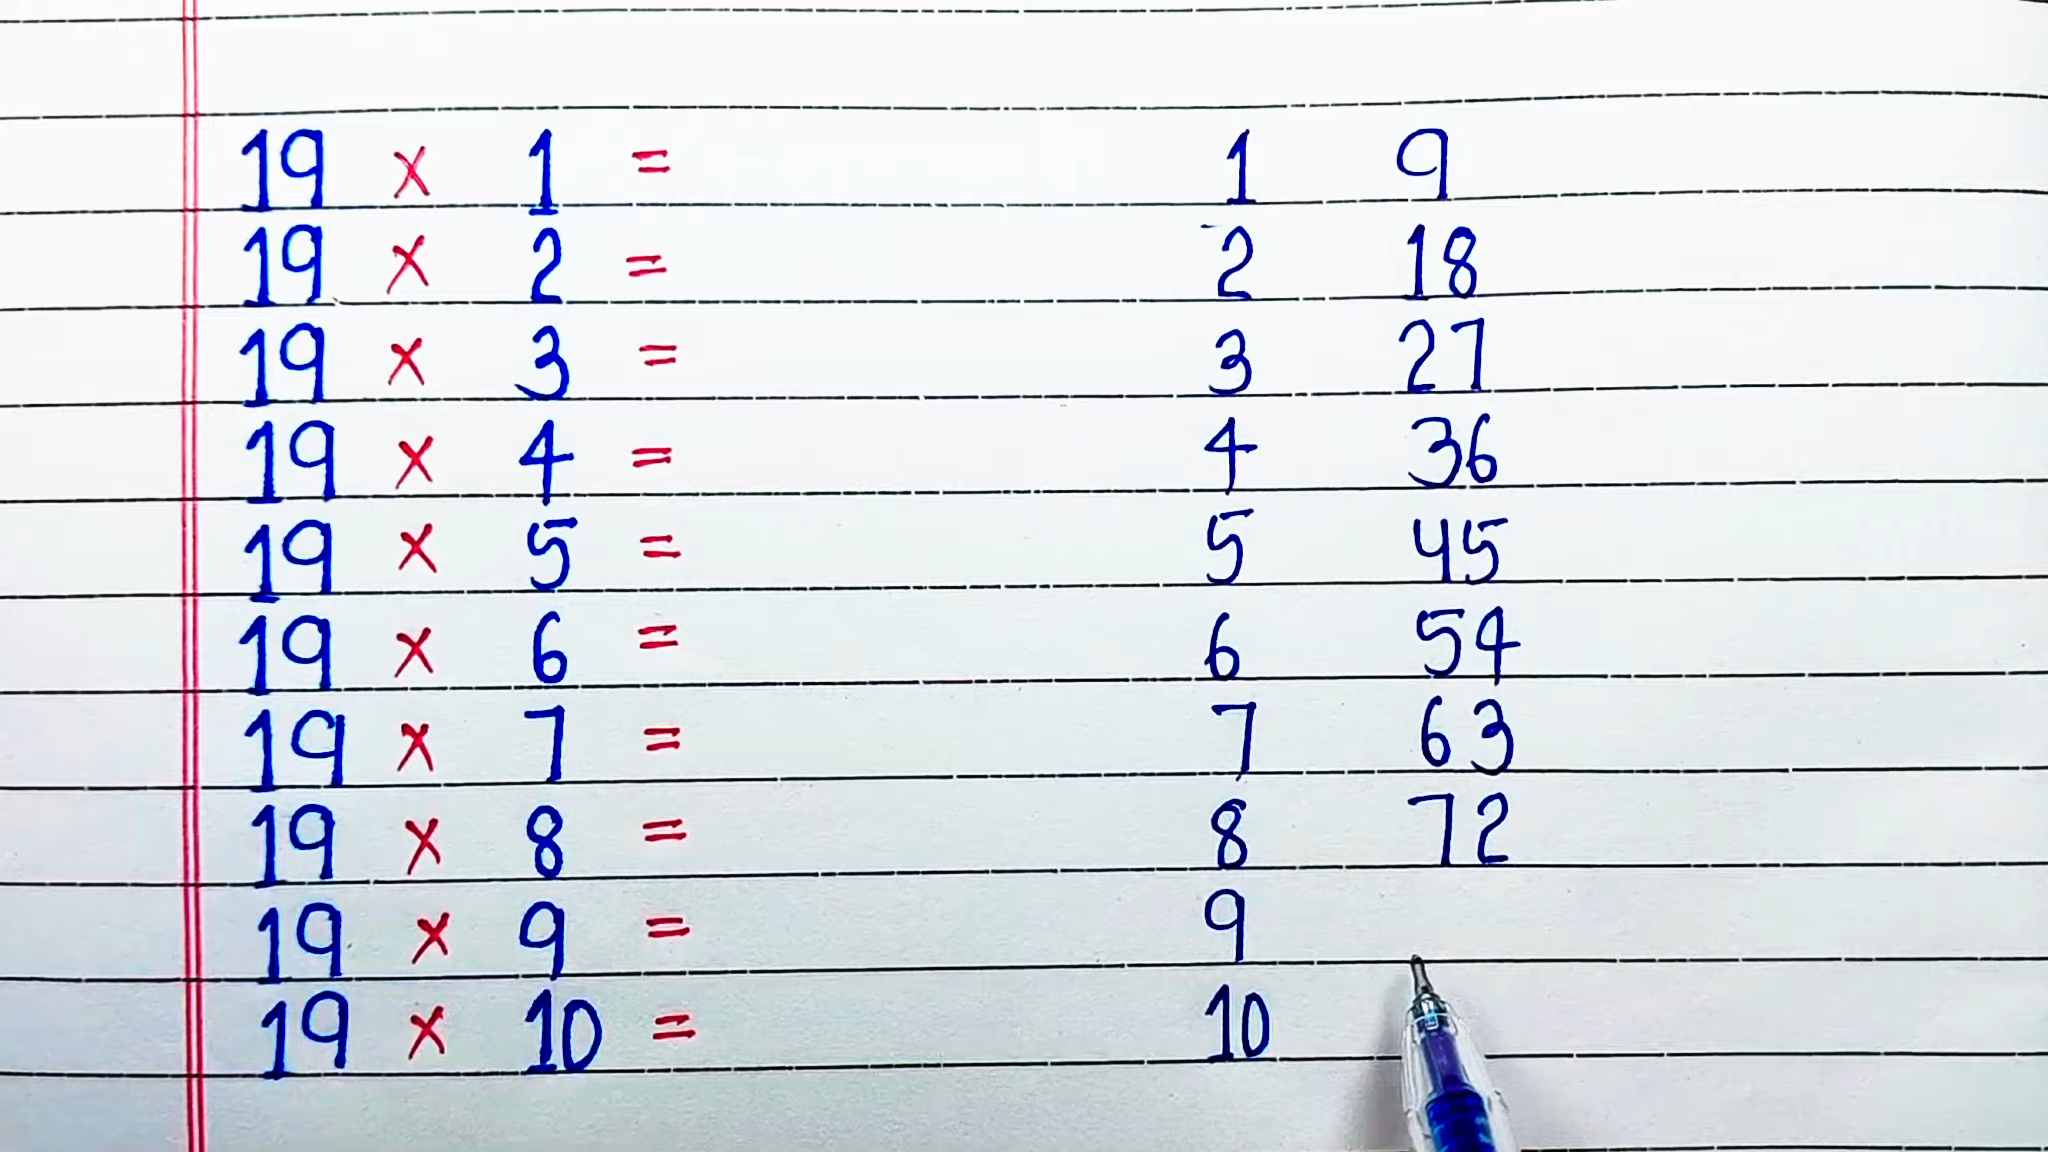 19 × 1 = 1 9
19 × 2 = 2 18
19 × 3 = 3 27
19 × 4 = 4 36
19 × 5 = 5 45
19 × 6 = 6 54
19 × 7 = 7 63
19 × 8 = 8 72
19 × 9 = 9
19 × 10 = 10